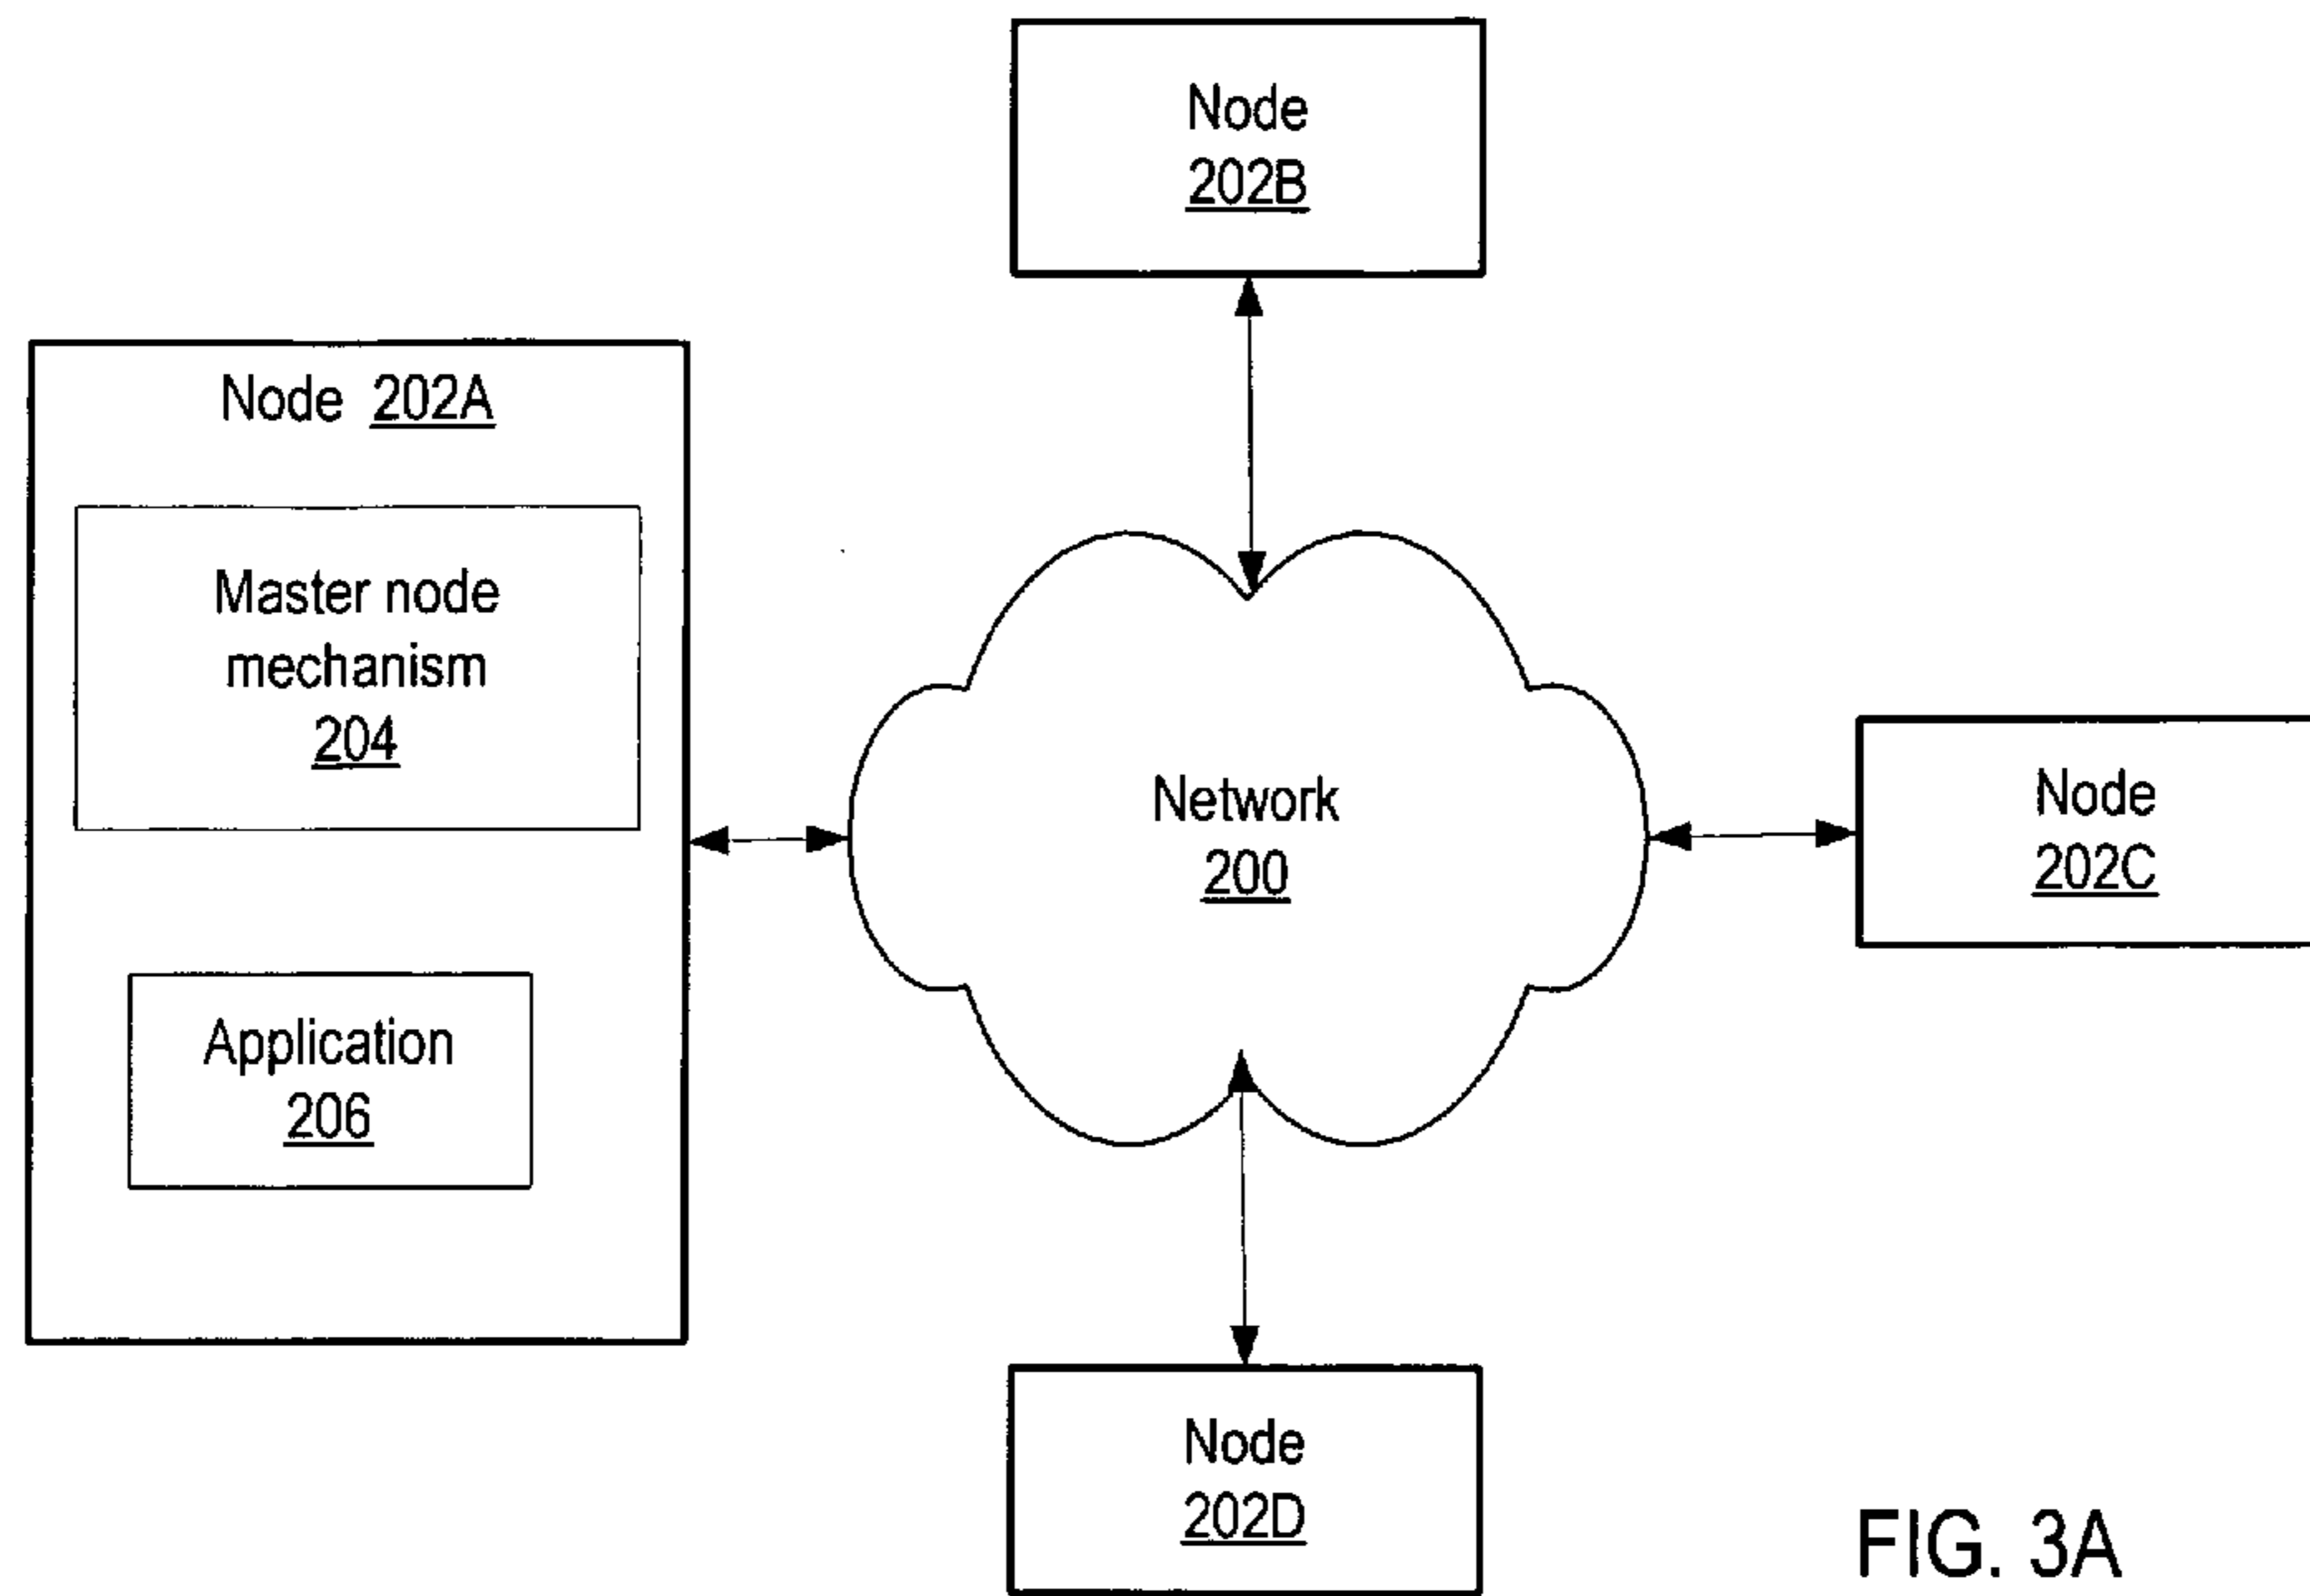 Node
202B
Node 202A
Master node
mechanism
204
Network
200
Node
202C
Application
206
Node
202D
FIG. 3A